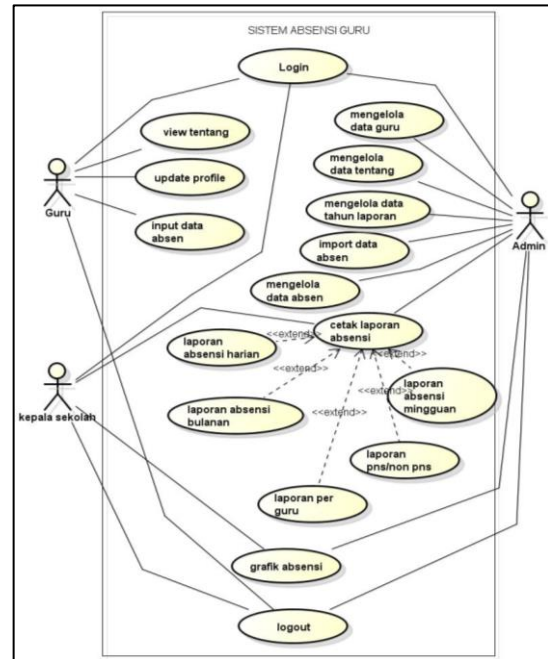 SISTEM ABSENSI GURU
Login
view tentang
update profile
input data
absen
Guru
mengelola
data guru
mengelola
data tentang
mengelola data
tahun laporan
import data
absen
mengelola
data absen
Admin
cetak laporan
absensi
<<extend>>
<<extend>>
laporan
absensi harian
<<extend>>
<<extend>>
<<extend>>
laporan
absensi
mingguan
laporan absensi
bulanan
kepala sekolah
laporan
pns/non pns
laporan per
guru
grafik absensi
logout